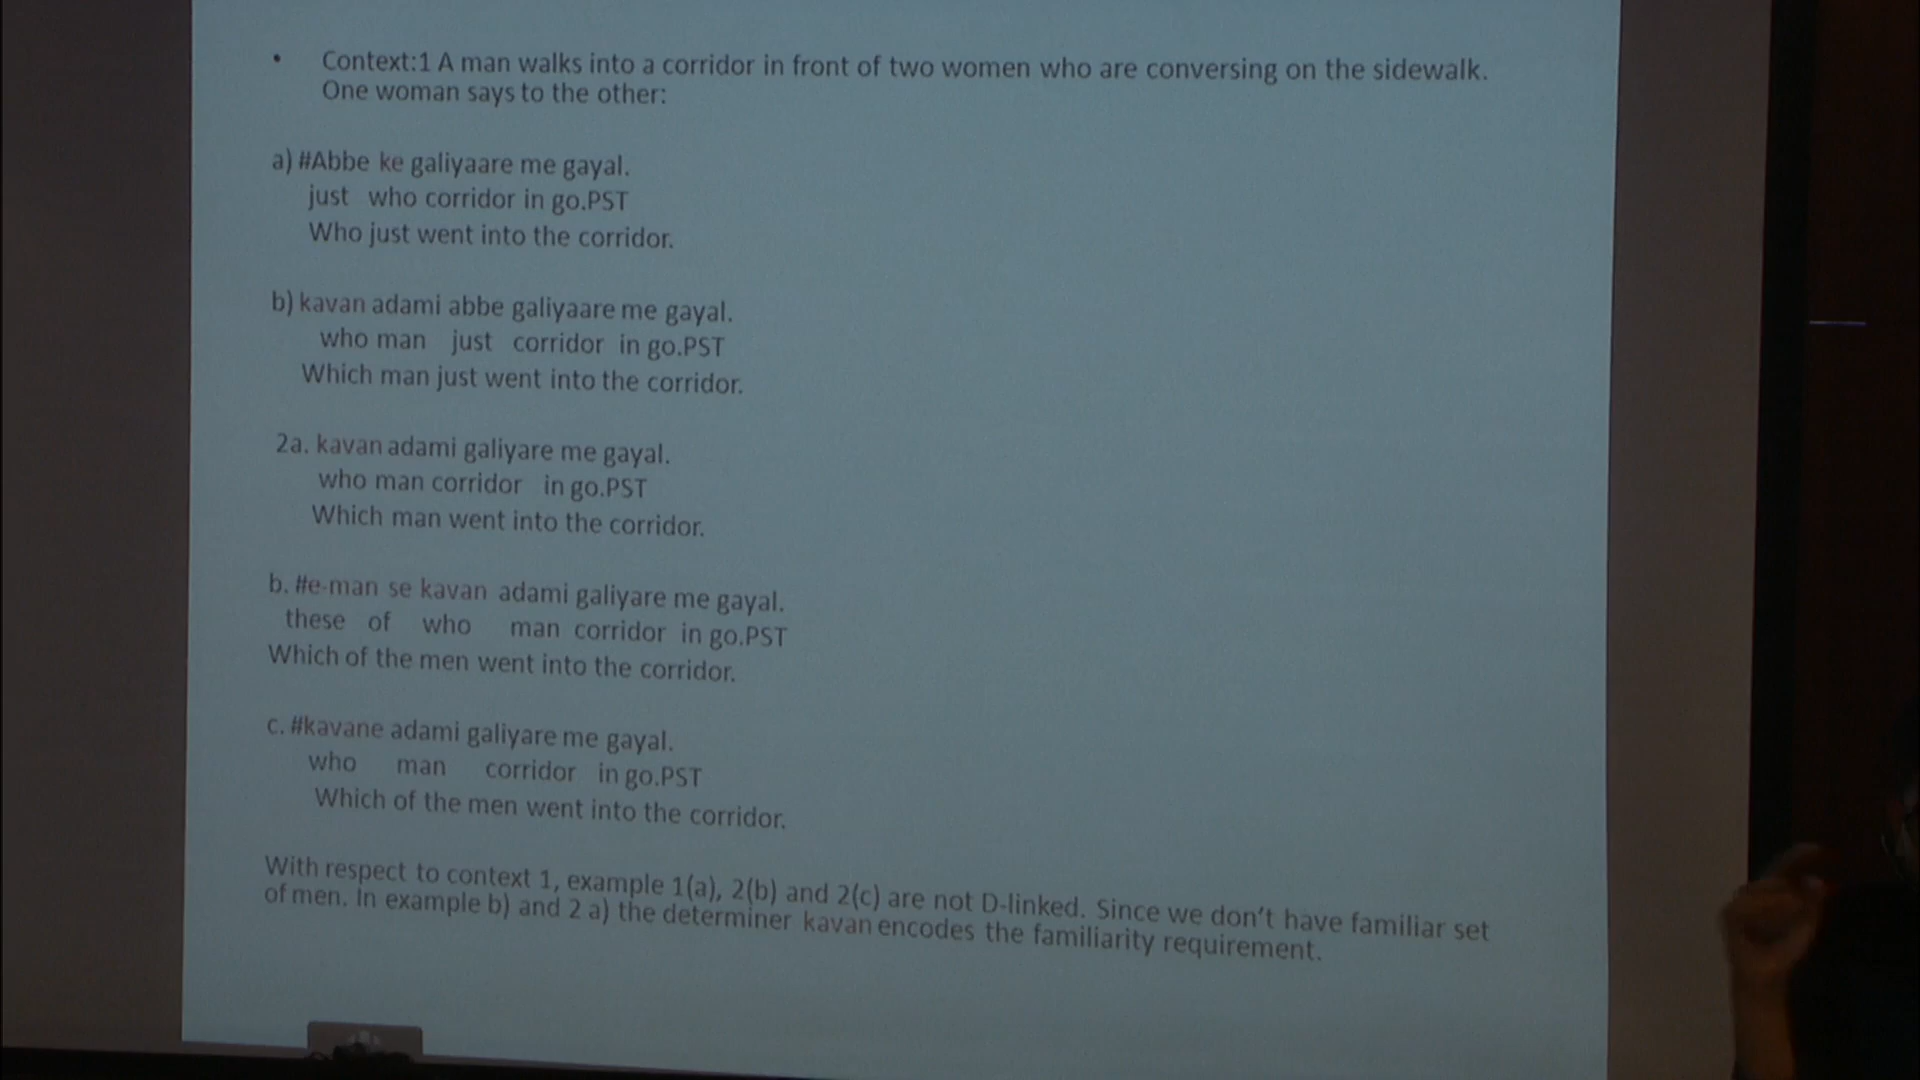 • Context:1 A man walks into a corridor in front of two women who are conversing on the sidewalk.
One woman says to the other:
a) #Abbe ke galiyaare me gayal.
just who corridor in go.PST
Who just went into the corridor.
b) kavan adami abbe galiyaare me gayal.
who man just corridor in go.PST
Which man just went into the corridor.
2a. kavan adami galiyare me gayal.
who man corridor in go.PST
Which man went into the corridor.
b. #e-man se kavan adami galiyare me gayal.
these of who man corridor in go.PST
Which of the men went into the corridor.
c. #kavane adami galiyare me gayal.
who man corridor in go.PST
Which of the men went into the corridor.
With respect to context 1, example 1(a), 2(b) and 2(c) are not D-linked. Since we don't have familiar set
of men. In example b) and 2 a) the determiner kavan encodes the familiarity requirement.